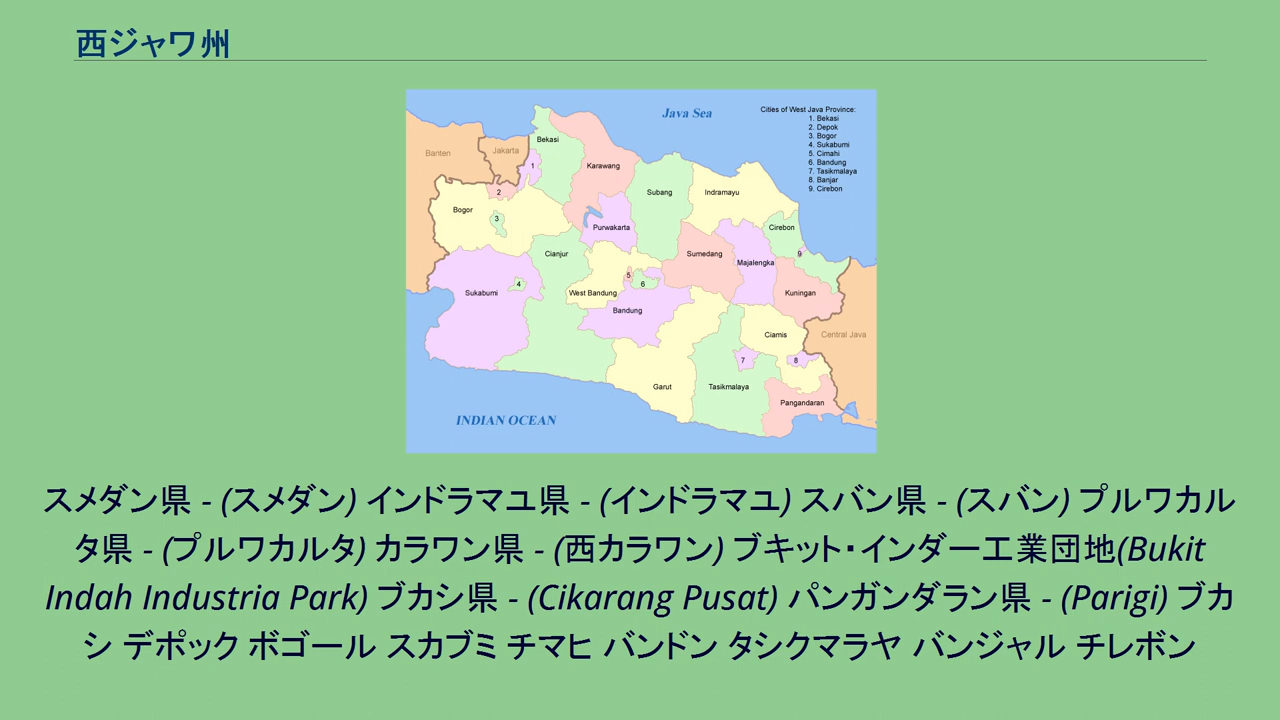 西ジャワ州
Java Sea
Cities of West Java Province:
1. Bekasi
2. Depok
3. Bogor
4. Sukabumi
5. Cimahi
6. Bandung
7. Tasikmalaya
8. Banjar
9. Cirebon
Banten
Jakarta
Bekasi
1
Karawang
2
Bogor
3
Subang
Indramayu
Purwakarta
Cirebon
9
Cianjur
Sumedang
Majalengka
5
6
4
Sukabumi
West Bandung
Kuningan
Bandung
Ciamis
Central Java
7
8
Garut
Tasikmalaya
Pangandaran
INDIAN OCEAN
スメダン県 - (スメダン) インドラマユ県 - (インドラマユ) スバン県 - (スバン) プルワカル
タ県 - (プルワカルタ) カラワン県 - (西カラワン) ブキット・インダー工業団地(Bukit
Indah Industria Park) ブカシ県 - (Cikarang Pusat) パンガンダラン県 - (Parigi) ブカ
シ デポック ボゴール スカブミ チマヒ バンドン タシクマラヤ バンジャル チレボン